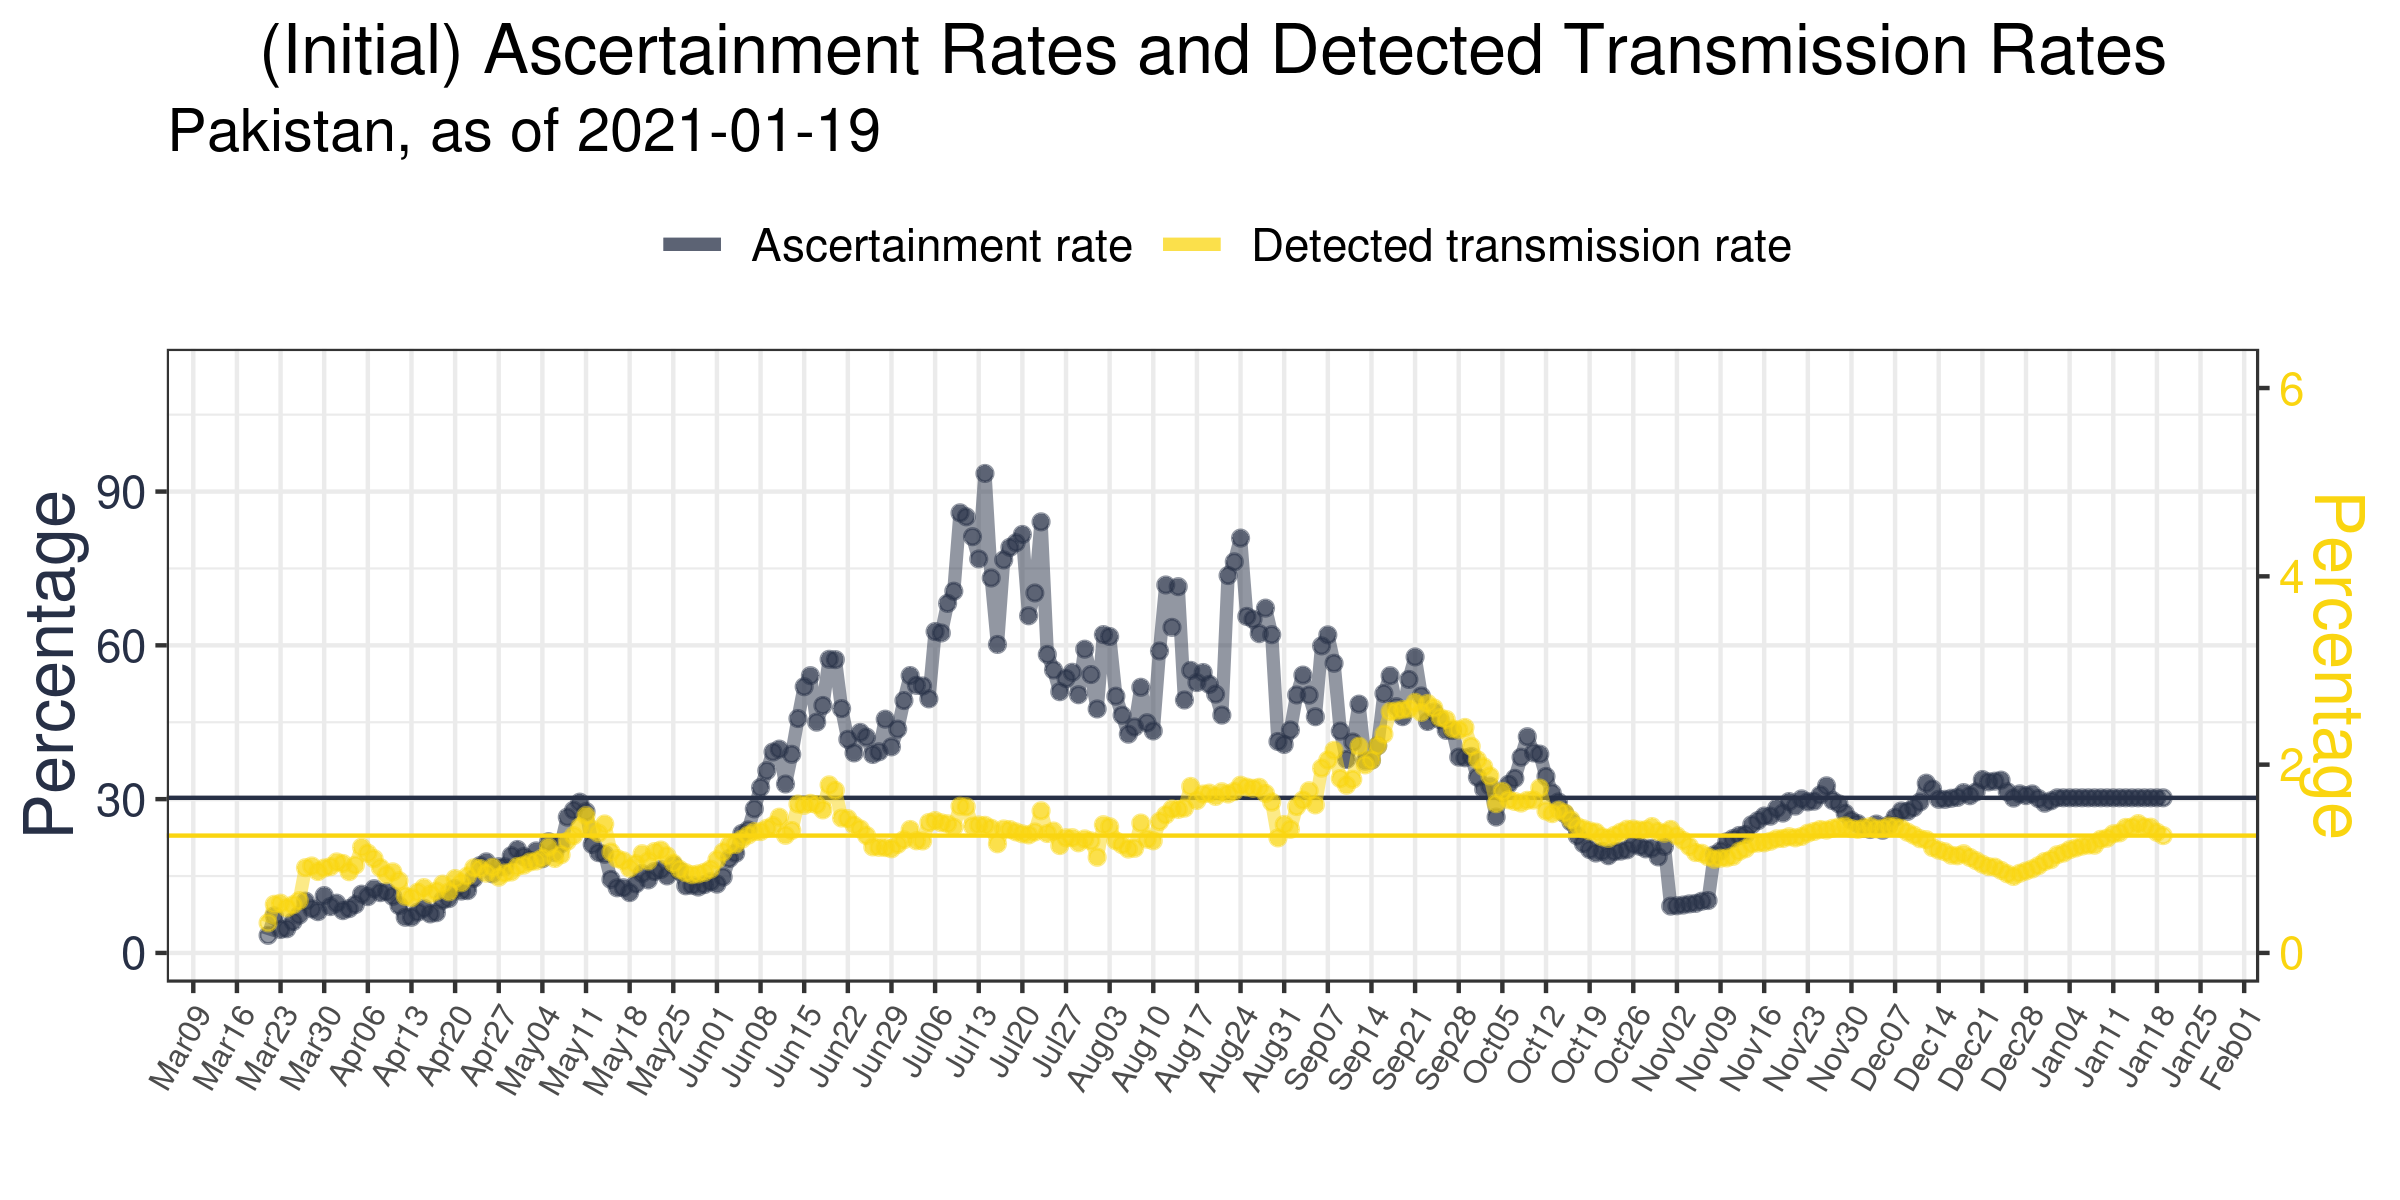 (Initial) Ascertainment Rates and Detected Transmission Rates
Pakistan, as of 2021-01-19
Ascertainment rate Detected transmission rate
Percentage
90
60
30
0
6
4
2
0
Percentage
Mar09 Mar16 Mar23 Mar30 Apr06 Apr13 Apr20 Apr27 May04 May11 May18 May25 Jun01 Jun08 Jun15 Jun22 Jun29 Jul06 Jul13 Jul20 Jul27 Aug03 Aug10 Aug17 Aug24 Aug31 Sep07 Sep14 Sep21 Sep28 Oct05 Oct12 Oct19 Oct26 Nov02 Nov09 Nov16 Nov23 Nov30 Dec07 Dec14 Dec21 Dec28 Jan04 Jan11 Jan18 Jan25 Feb01